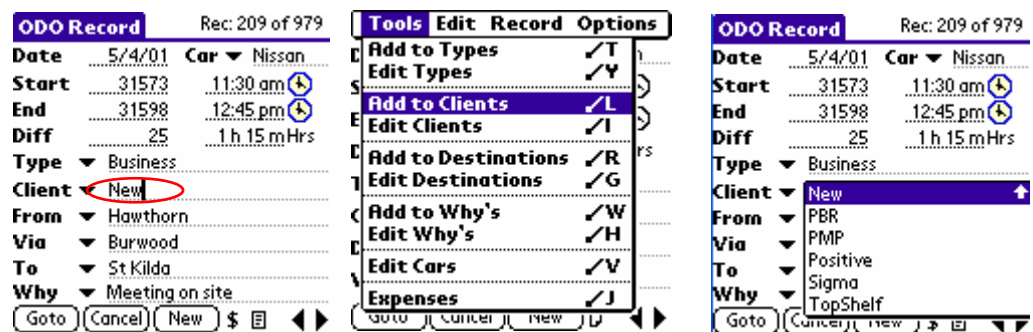 ODO Record Rec: 209 of 979
Date 5/4/01 Car Nissan
Start 31573 11:30 am
End 31598 12:45 pm
Diff 25 1 h 15 m Hrs
Type Business
Client New
From Hawthorn
Via Burwood
To St Kilda
Why Meeting on site
Goto Cancel New $
Tools Edit Record Options
Add to Types /T
Edit Types /Y
Add to Clients /L
Edit Clients /I
Add to Destinations /R
Edit Destinations /G
Add to Why's /W
Edit Why's /H
Edit Cars /V
Expenses /J
ODO Record Rec: 209 of 979
Date 5/4/01 Car Nissan
Start 31573 11:30 am
End 31598 12:45 pm
Diff 25 1 h 15 m Hrs
Type Business
Client New
From PBR
Via PMP
Positive
To Sigma
Why TopShelf
Goto Cancel New $